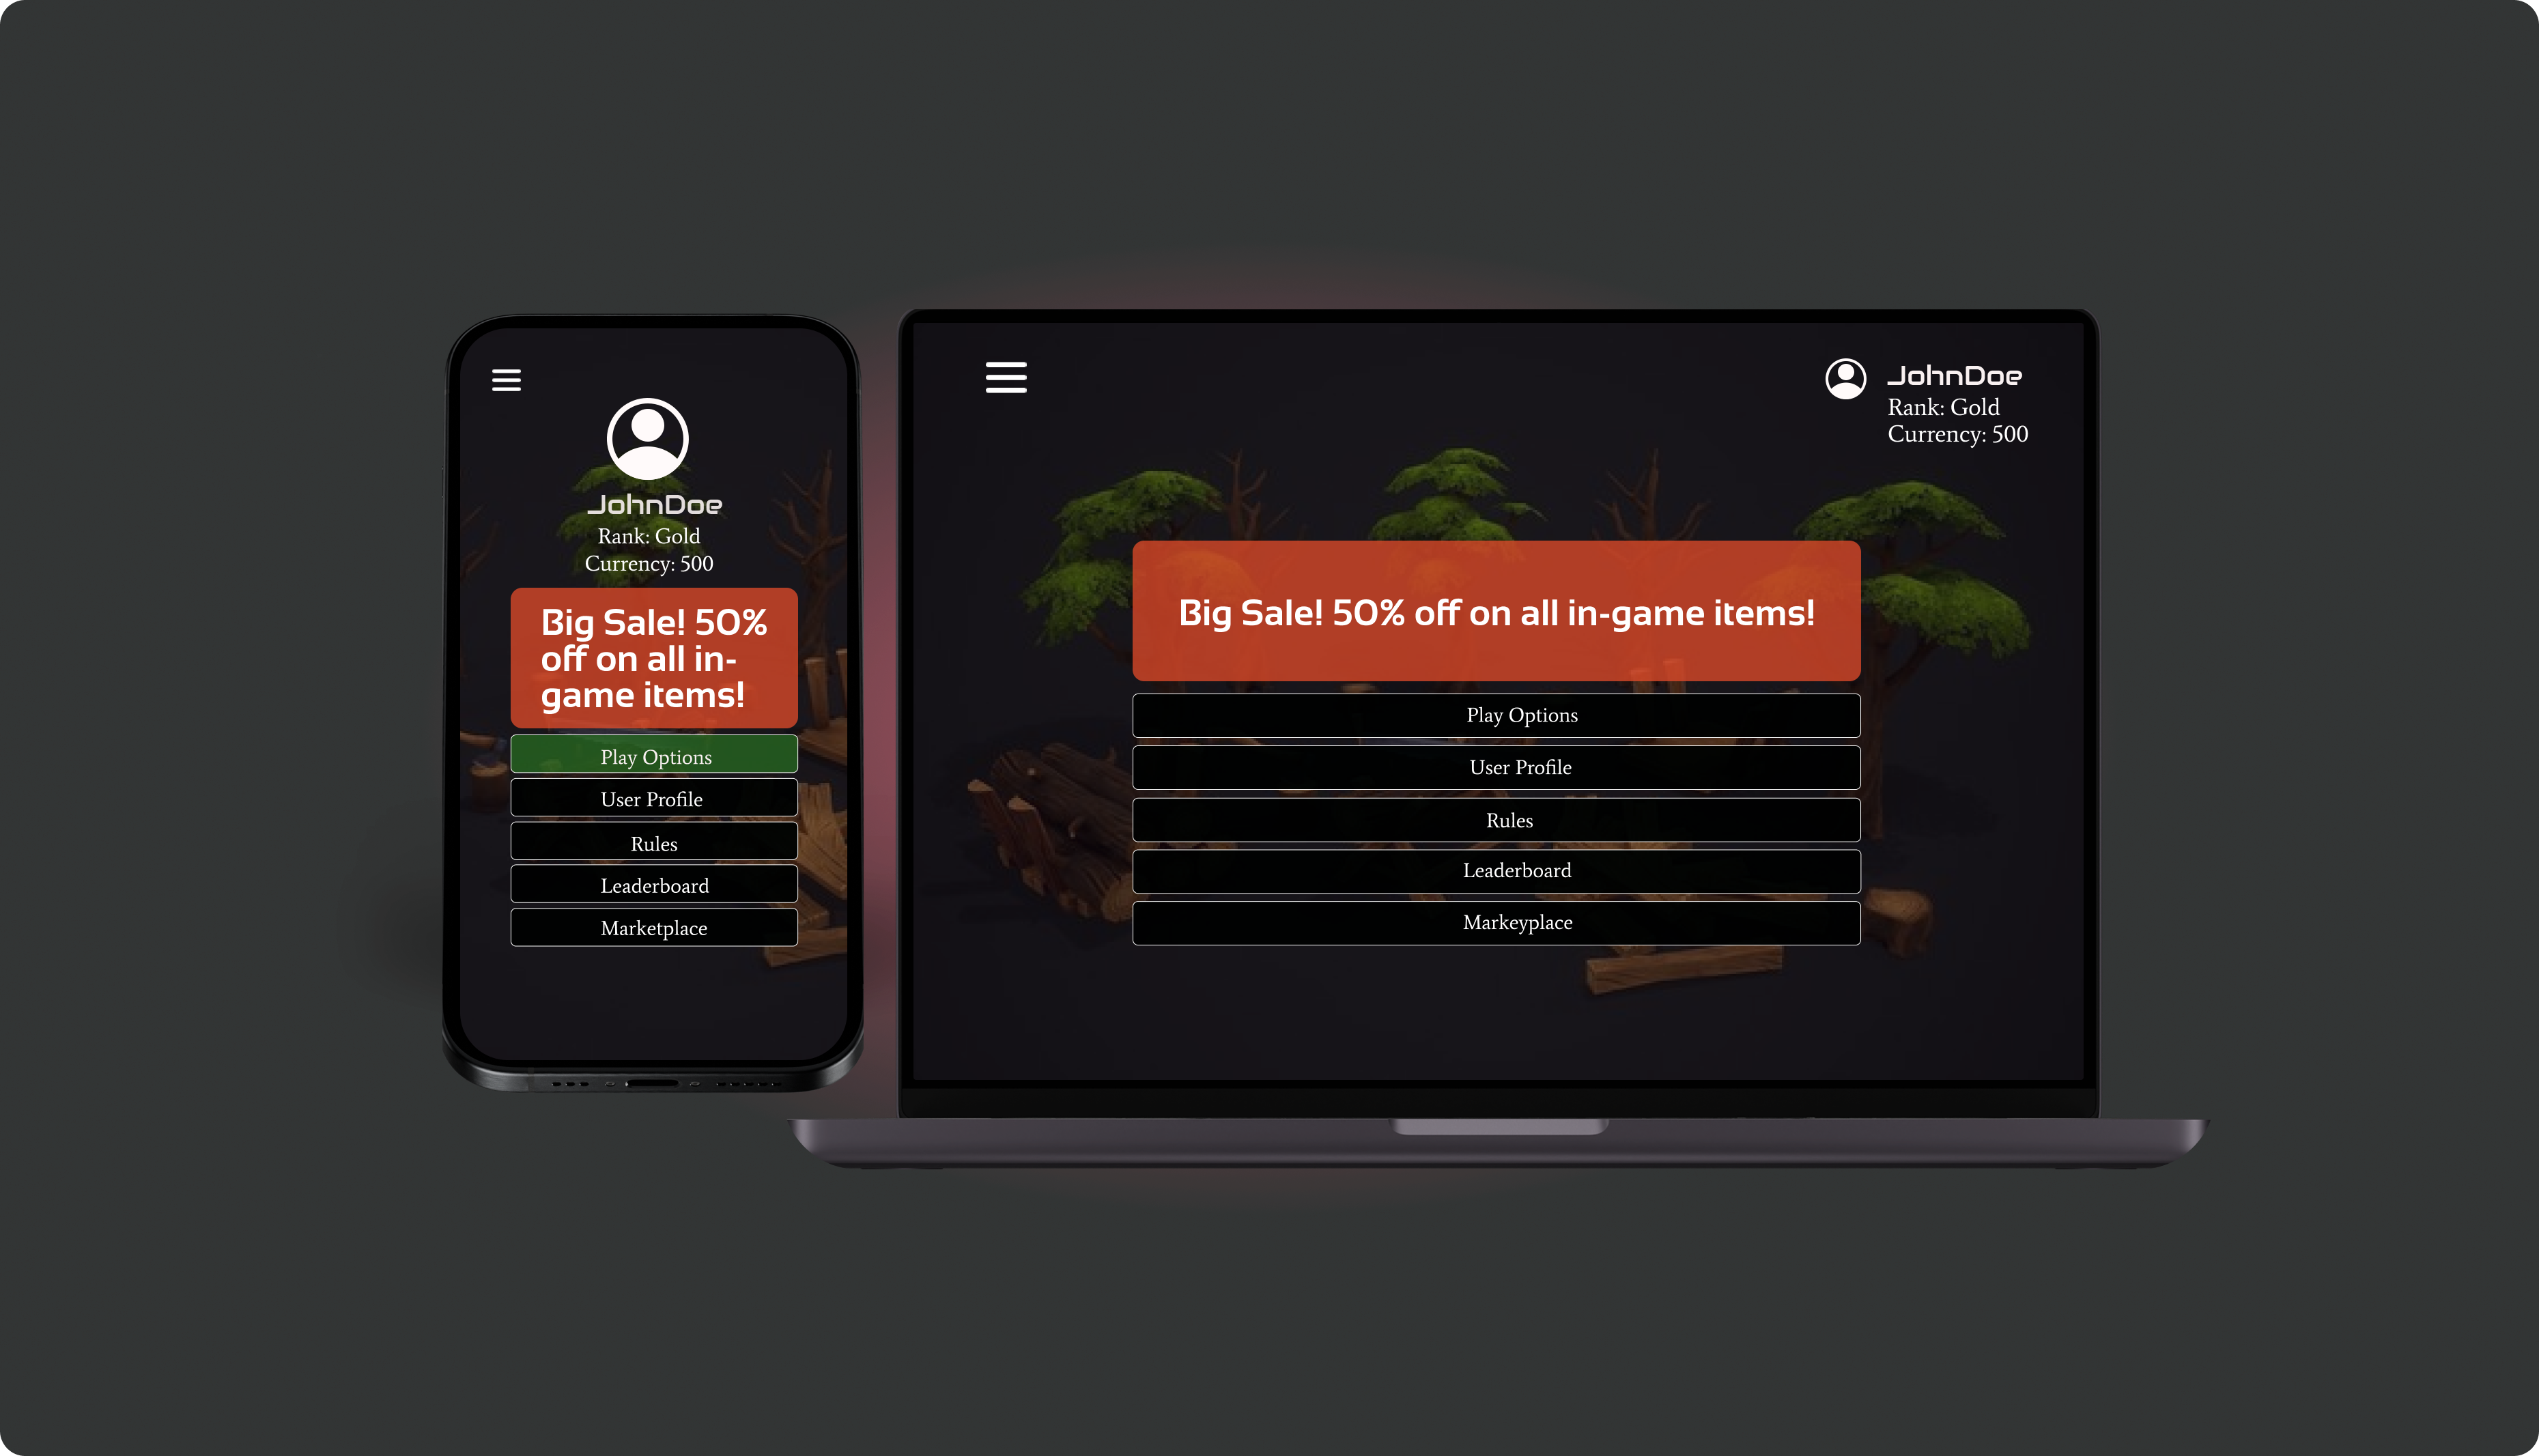 JohnDoe
Rank: Gold
Currency: 500
Big Sale! 50%
off on all in-
game items!
Play Options
User Profile
Rules
Leaderboard
Marketplace
JohnDoe
Rank: Gold
Currency: 500
Big Sale! 50% off on all in-game items!
Play Options
User Profile
Rules
Leaderboard
Markeyplace